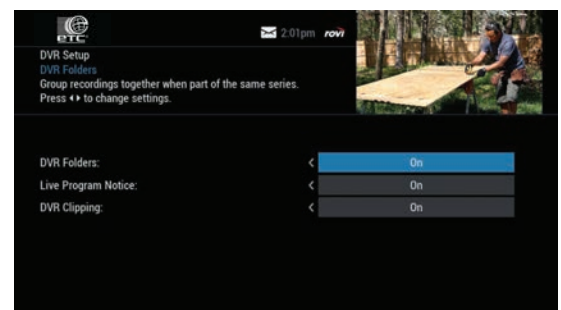 eTC
2:01pm rovi
DVR Setup
DVR Folders
Group recordings together when part of the same series.
Press ◂▸ to change settings.
DVR Folders: < On
Live Program Notice: < On
DVR Clipping: < On